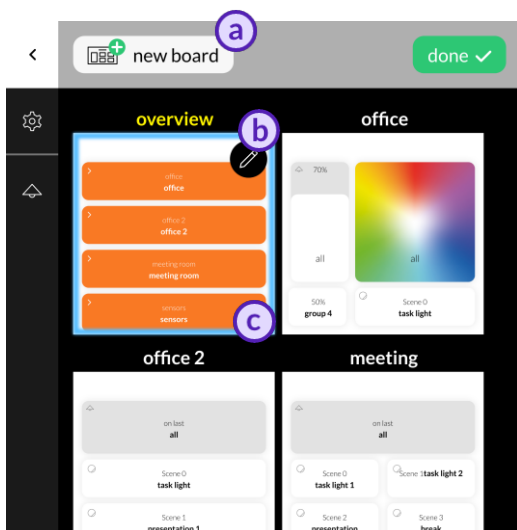 a
new board
done
overview
b
office
office
office
office 2
office 2
meeting room
meeting room
sensors
sensors
c
70%
all
all
50%
group 4
Scene 0
task light
office 2
meeting
on last
all
Scene 0
task light
Scene 1
presentation 1
on last
all
Scene 0
task light 1
Scene 1task light 2
Scene 2
presentation
Scene 3
break